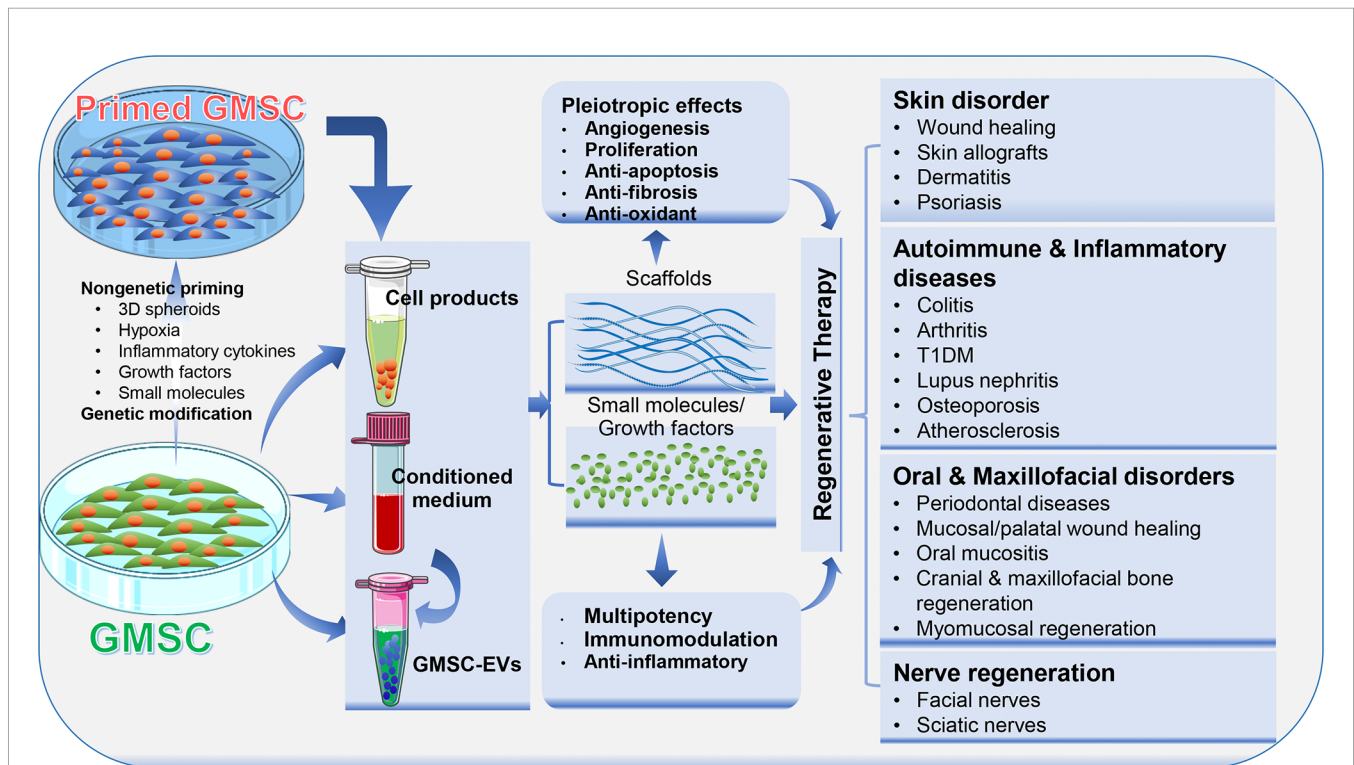 Primed GMSC
Nongenetic priming
• 3D spheroids
• Hypoxia
• Inflammatory cytokines
• Growth factors
• Small molecules
Genetic modification
GMSC
Cell products
Conditioned
medium
GMSC-EVs
Pleiotropic effects
• Angiogenesis
• Proliferation
• Anti-apoptosis
• Anti-fibrosis
• Anti-oxidant
Scaffolds
Small molecules/
Growth factors
• Multipotency
• Immunomodulation
• Anti-inflammatory
Regenerative Therapy
Skin disorder
• Wound healing
• Skin allografts
• Dermatitis
• Psoriasis
Autoimmune & Inflammatory
diseases
• Colitis
• Arthritis
• T1DM
• Lupus nephritis
• Osteoporosis
• Atherosclerosis
Oral & Maxillofacial disorders
• Periodontal diseases
• Mucosal/palatal wound healing
• Oral mucositis
• Cranial & maxillofacial bone
regeneration
• Myomucosal regeneration
Nerve regeneration
• Facial nerves
• Sciatic nerves